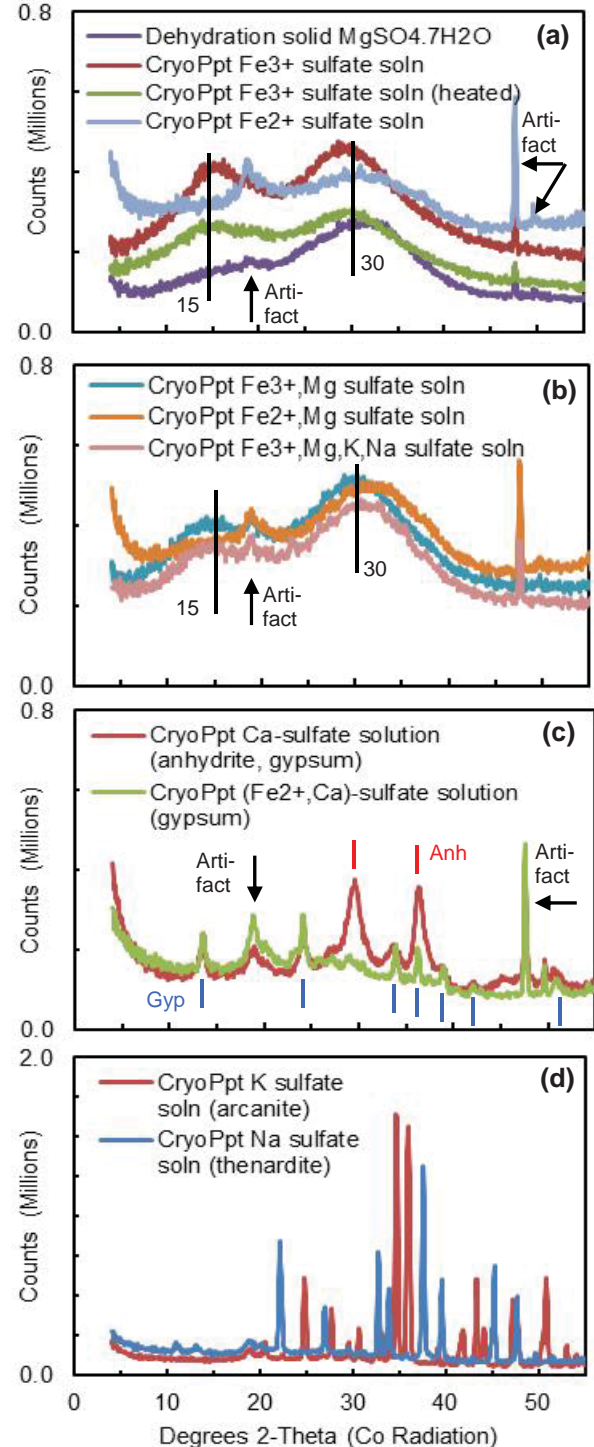 0.8
(a)
Dehydration solid MgSO4.7H2O
CryoPpt Fe3+ sulfate soln
CryoPpt Fe3+ sulfate soln (heated)
CryoPpt Fe2+ sulfate soln
Arti-
fact
Counts (Millions)
30
15
Arti-
fact
0.0
0.8
(b)
CryoPpt Fe3+,Mg sulfate soln
CryoPpt Fe2+,Mg sulfate soln
CryoPpt Fe3+,Mg,K,Na sulfate soln
Counts (Millions)
30
15
Arti-
fact
0.0
0.8
(c)
CryoPpt Ca-sulfate solution
(anhydrite, gypsum)
CryoPpt (Fe2+,Ca)-sulfate solution
(gypsum)
Counts (Millions)
Arti-
fact
Anh
Arti-
fact
Gyp
0.0
2.0
(d)
CryoPpt K sulfate
soln (arcanite)
CryoPpt Na sulfate
soln (thenardite)
Counts (Millions)
0.0
0 10 20 30 40 50
Degrees 2-Theta (Co Radiation)